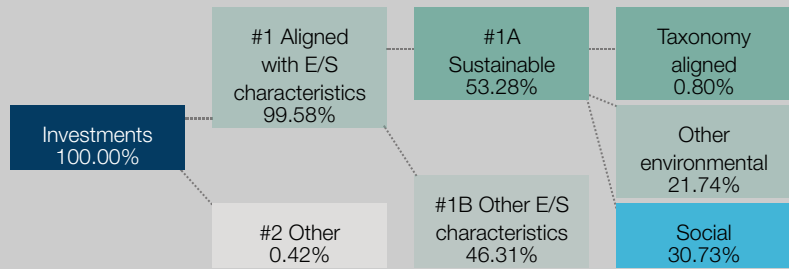 Investments
100.00%
#1 Aligned
with E/S
characteristics
99.58%
#2 Other
0.42%
#1A
Sustainable
53.28%
#1B Other E/S
characteristics
46.31%
Taxonomy
aligned
0.80%
Other
environmental
21.74%
Social
30.73%